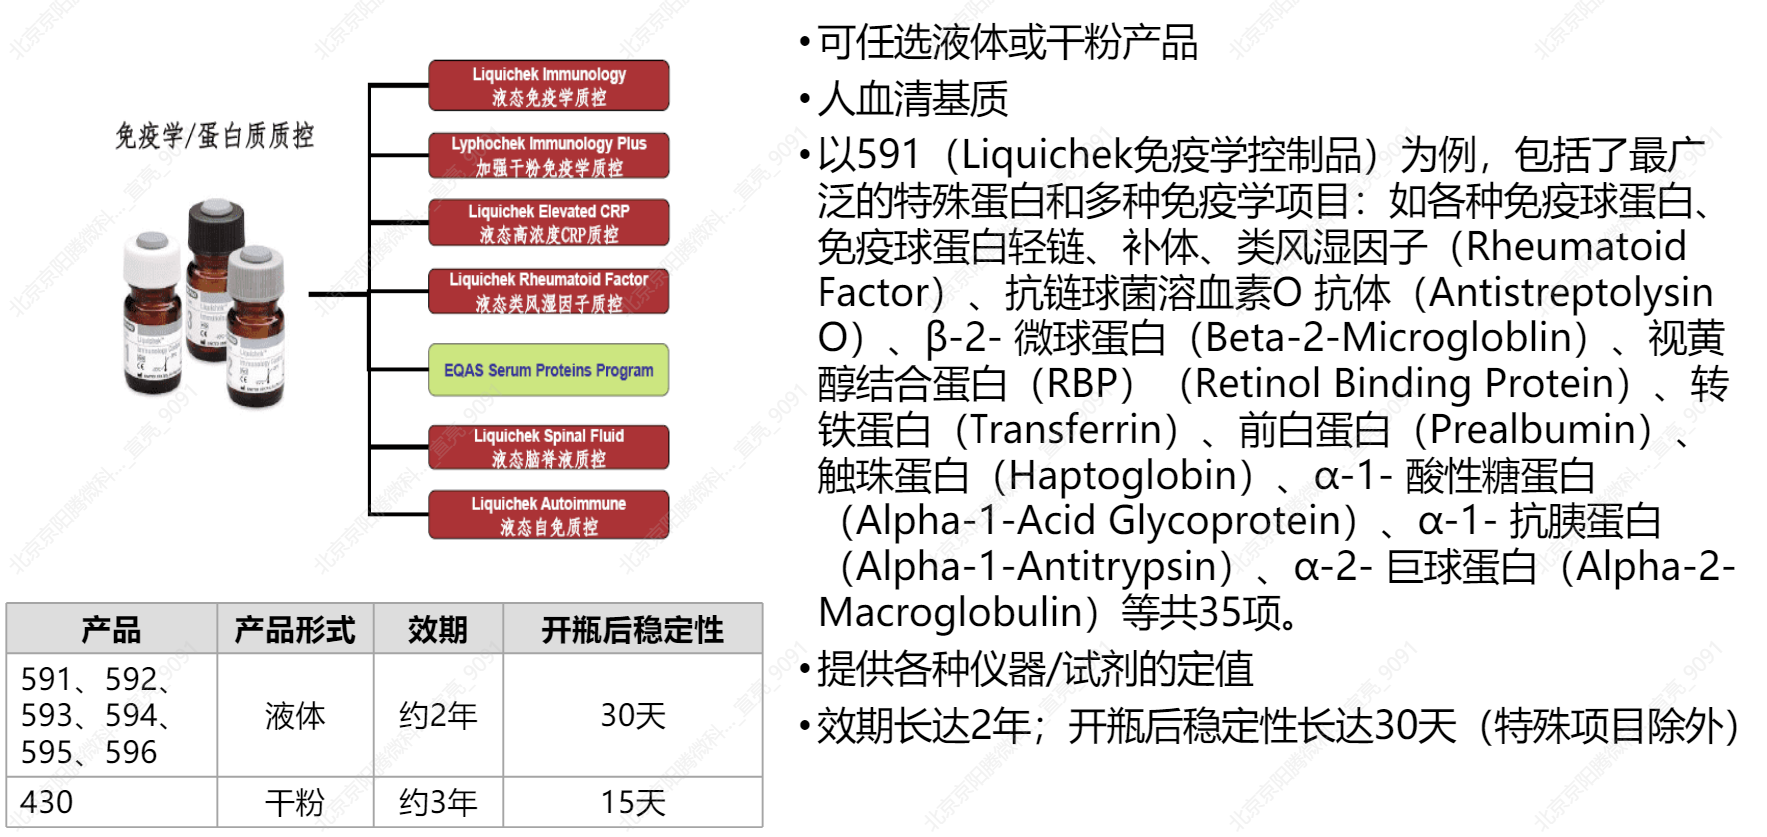 免疫学/蛋白质质控
Liquichek Immunology
液态免疫学质控
Lyphochek Immunology Plus
加强干粉免疫学质控
Liquichek Elevated CRP
液态高浓度CRP质控
Liquichek Rheumatoid Factor
液态类风湿因子质控
EQAS Serum Proteins Program
Liquichek Spinal Fluid
液态脑脊液质控
Liquichek Autoimmune
液态自免质控
产品 产品形式 效期 开瓶后稳定性
591、592、
593、594、
595、596
液体 约2年 30天
430 干粉 约3年 15天
•可任选液体或干粉产品
•人血清基质
•以591（Liquichek免疫学控制品）为例，包括了最广
泛的特殊蛋白和多种免疫学项目：如各种免疫球蛋白、
免疫球蛋白轻链、补体、类风湿因子（Rheumatoid
Factor）、抗链球菌溶血素O 抗体（Antistreptolysin
O）、β-2- 微球蛋白（Beta-2-Microgloblin）、视黄
醇结合蛋白（RBP）（Retinol Binding Protein）、转
铁蛋白（Transferrin）、前白蛋白（Prealbumin）、
触珠蛋白（Haptoglobin）、α-1- 酸性糖蛋白
（Alpha-1-Acid Glycoprotein）、α-1- 抗胰蛋白
（Alpha-1-Antitrypsin）、α-2- 巨球蛋白（Alpha-2-
Macroglobulin）等共35项。
•提供各种仪器/试剂的定值
•效期长达2年；开瓶后稳定性长达30天（特殊项目除外）
北京京阳腾微科..._宣亮_9091